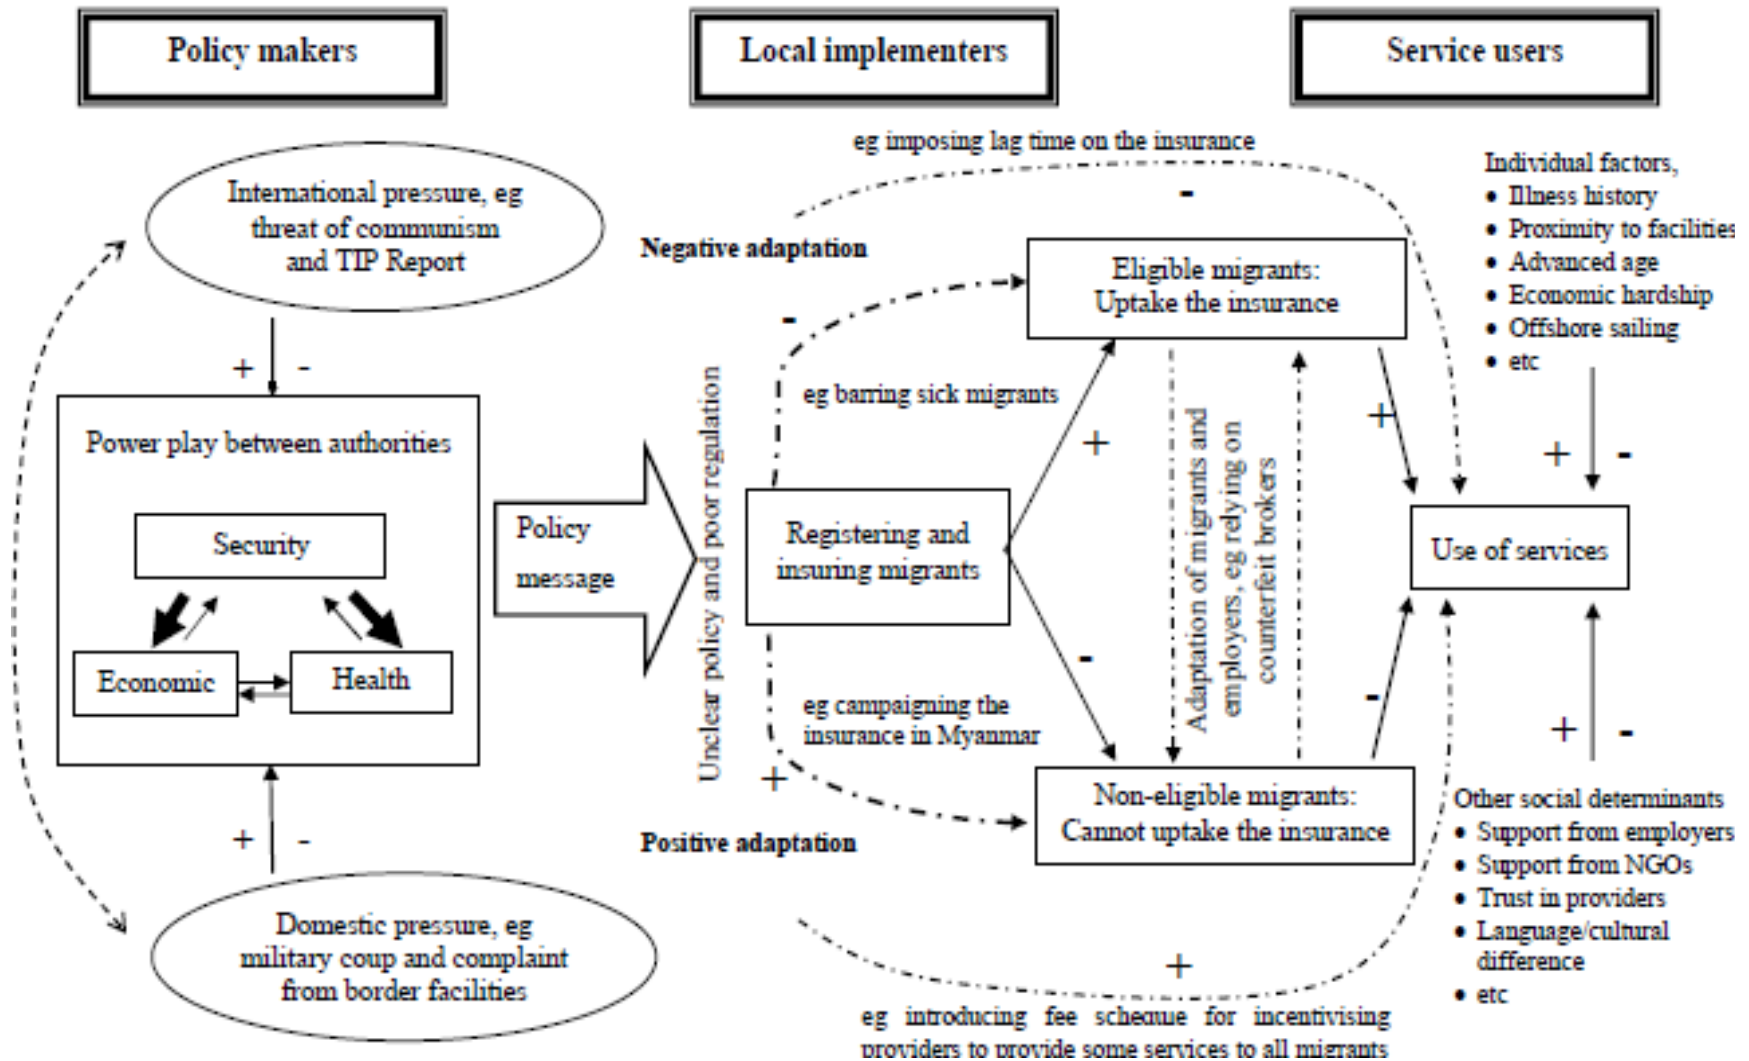 Policy makers
Local implementers
Service users
International pressure, eg
threat of communism
and TIP Report
+ -
Power play between authorities
Security
Economic
Health
+ -
Domestic pressure, eg
military coup and complaint
from border facilities
Policy
message
Unclear policy and poor regulation
eg imposing lag time on the insurance
-
Negative adaptation
-
eg barring sick migrants
Registering and
insuring migrants
eg campaigning the
insurance in Myanmar
+
Positive adaptation
Eligible migrants:
Uptake the insurance
+
-
Adaptation of migrants and
employers, eg relying on
counterfeit brokers
Non-eligible migrants:
Cannot uptake the insurance
+
-
+
eg introducing fee schedule for incentivising
providers to provide some services to all migrants
Individual factors,
• Illness history
• Proximity to facilities
• Advanced age
• Economic hardship
• Offshore sailing
• etc
+ -
Use of services
+ -
Other social determinants
• Support from employers
• Support from NGOs
• Trust in providers
• Language/cultural
difference
• etc